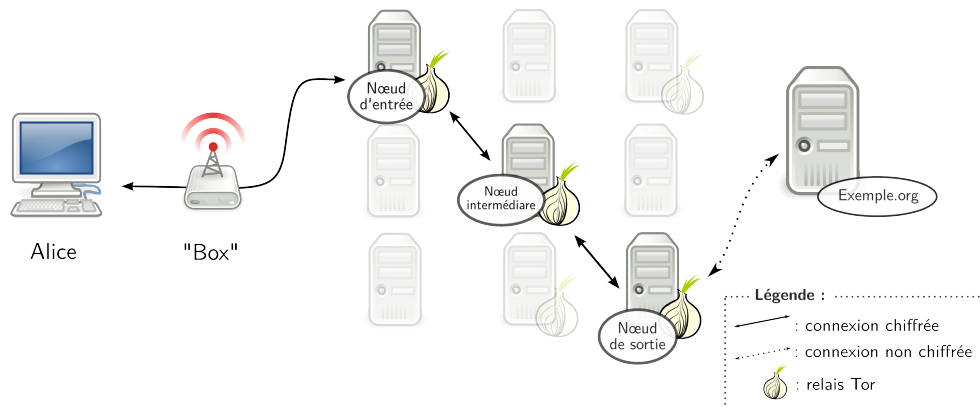 Nœud
d'entrée
Nœud
intermédiare
Nœud
de sortie
Exemple.org
Alice
"Box"
Légende :
: connexion chiffrée
: connexion non chiffrée
: relais Tor